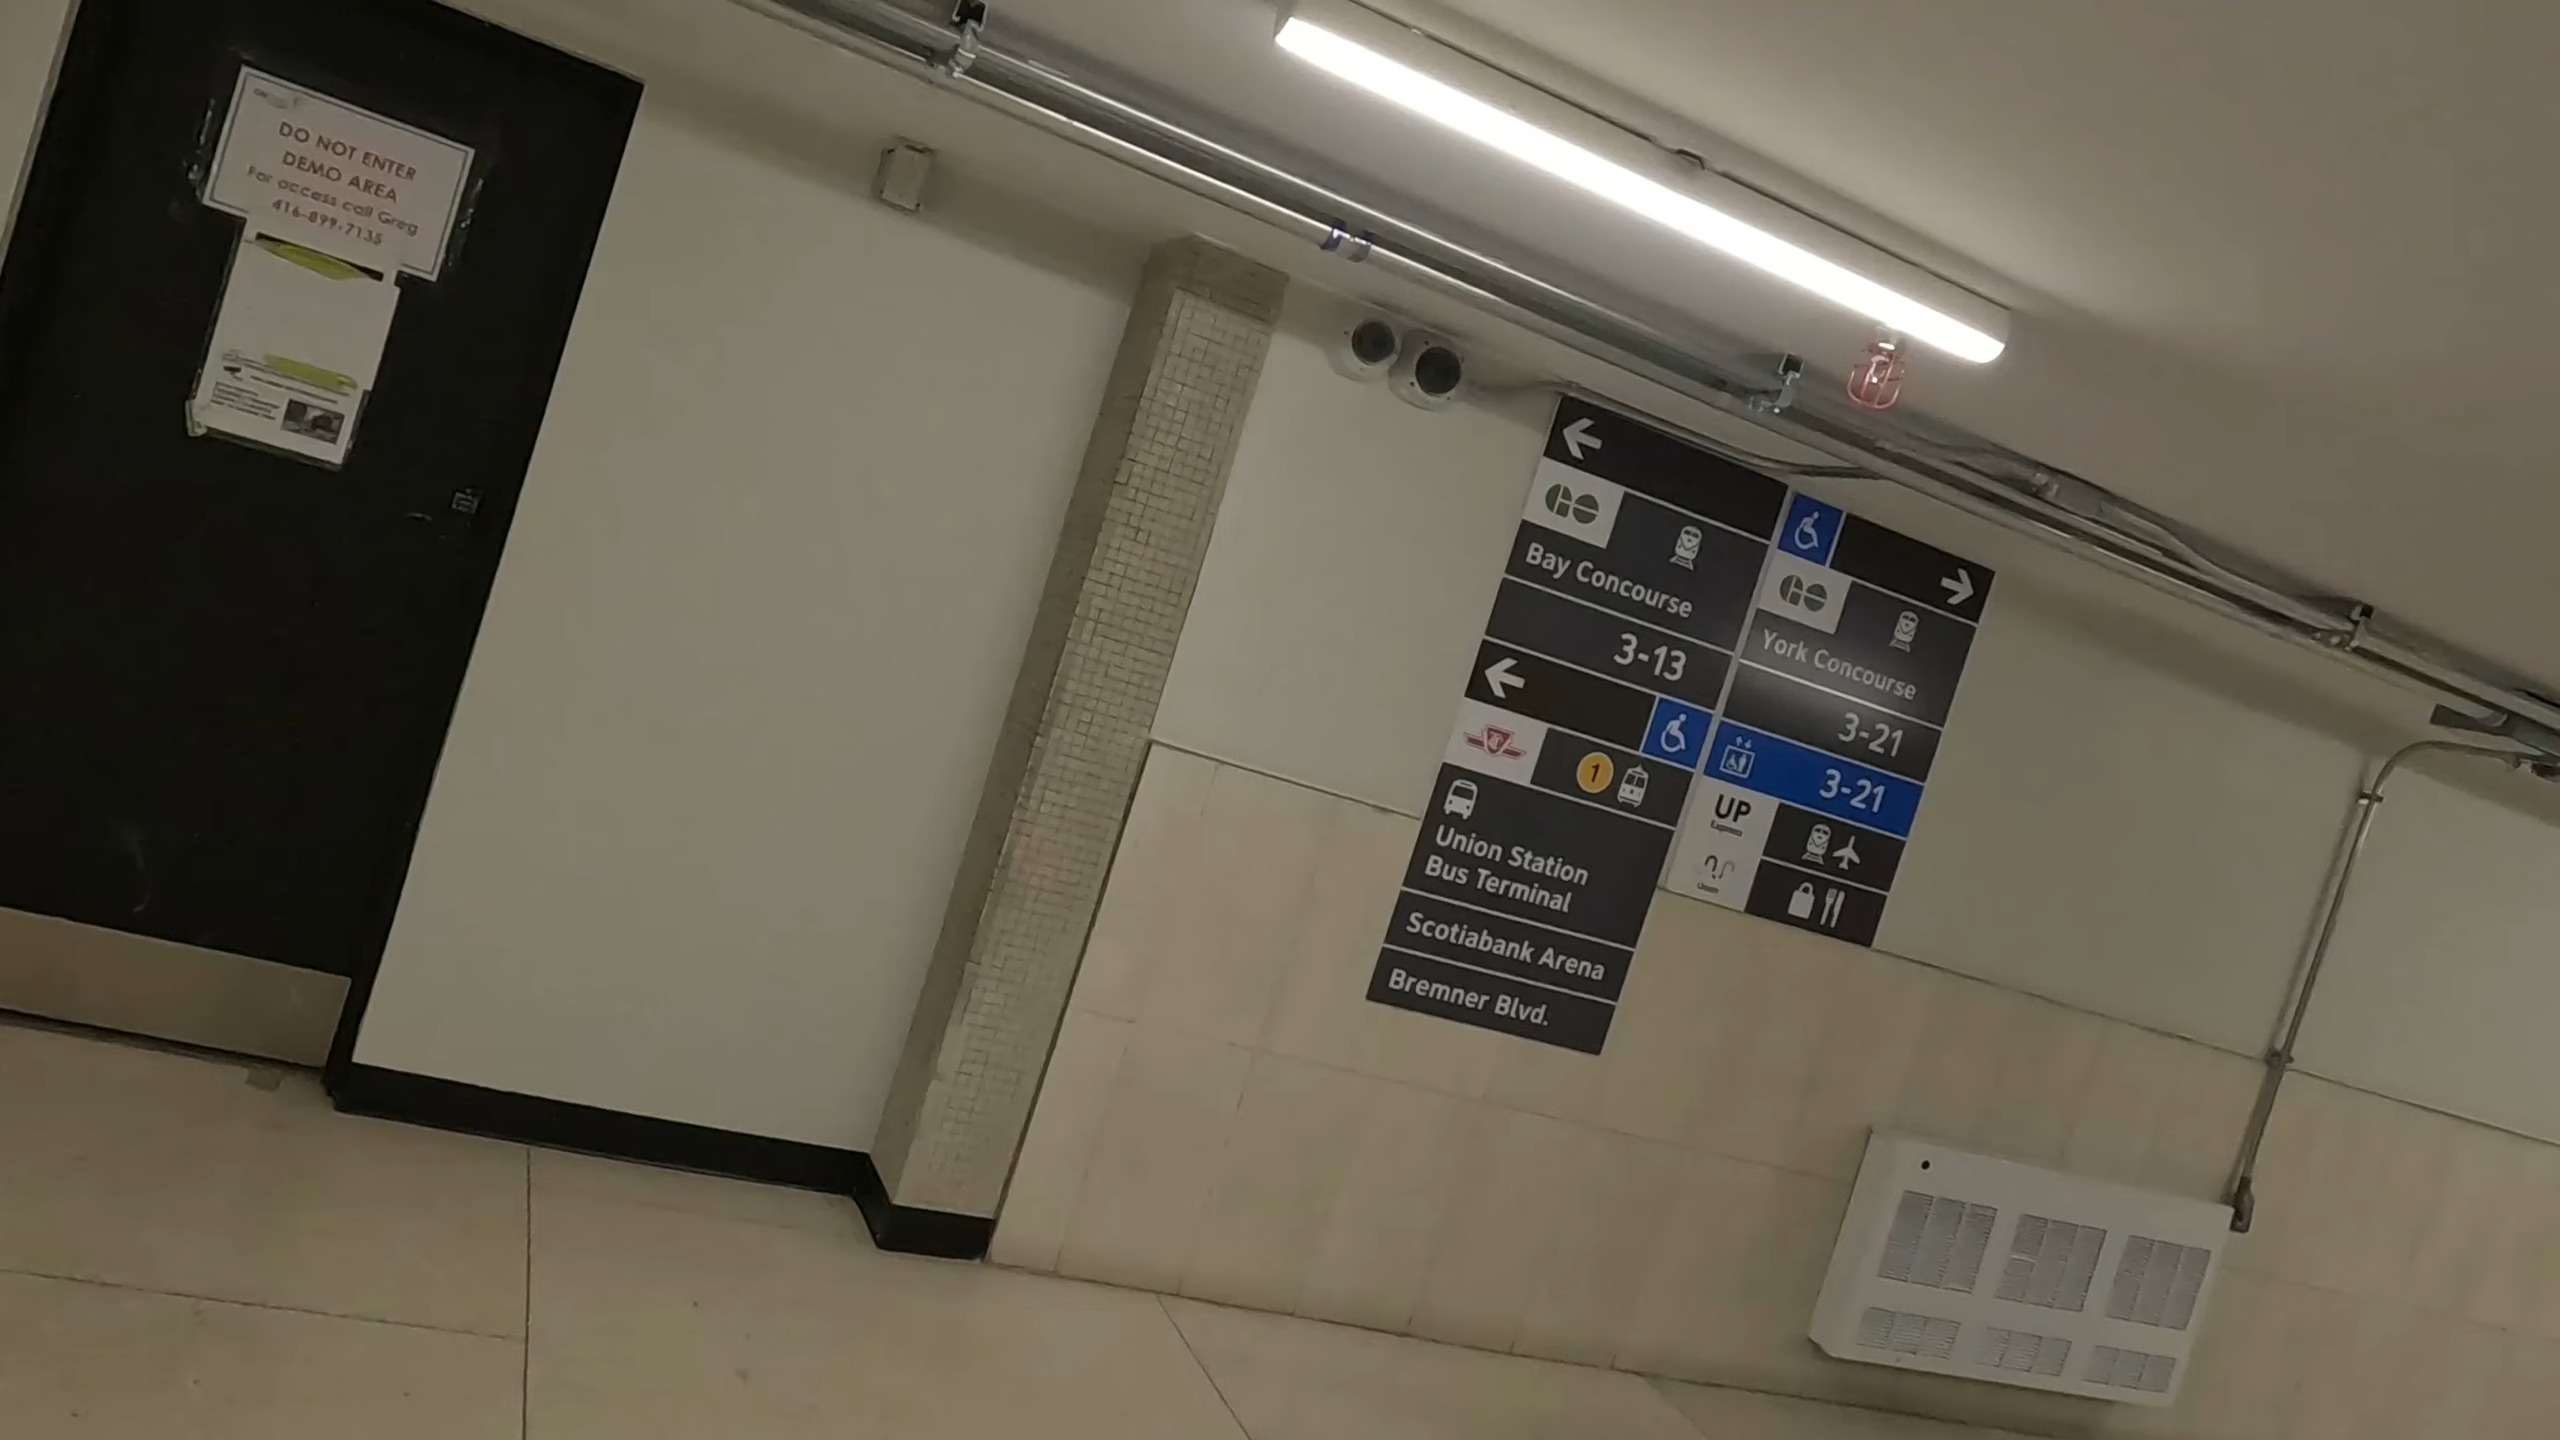 DO NOT ENTER
DEMO AREA
For access call Greg
416-899-7135
GO
Bay Concourse
3-13
1
Union Station
Bus Terminal
Scotiabank Arena
Bremner Blvd.
GO
York Concourse
3-21
3-21
UP
Express
Union